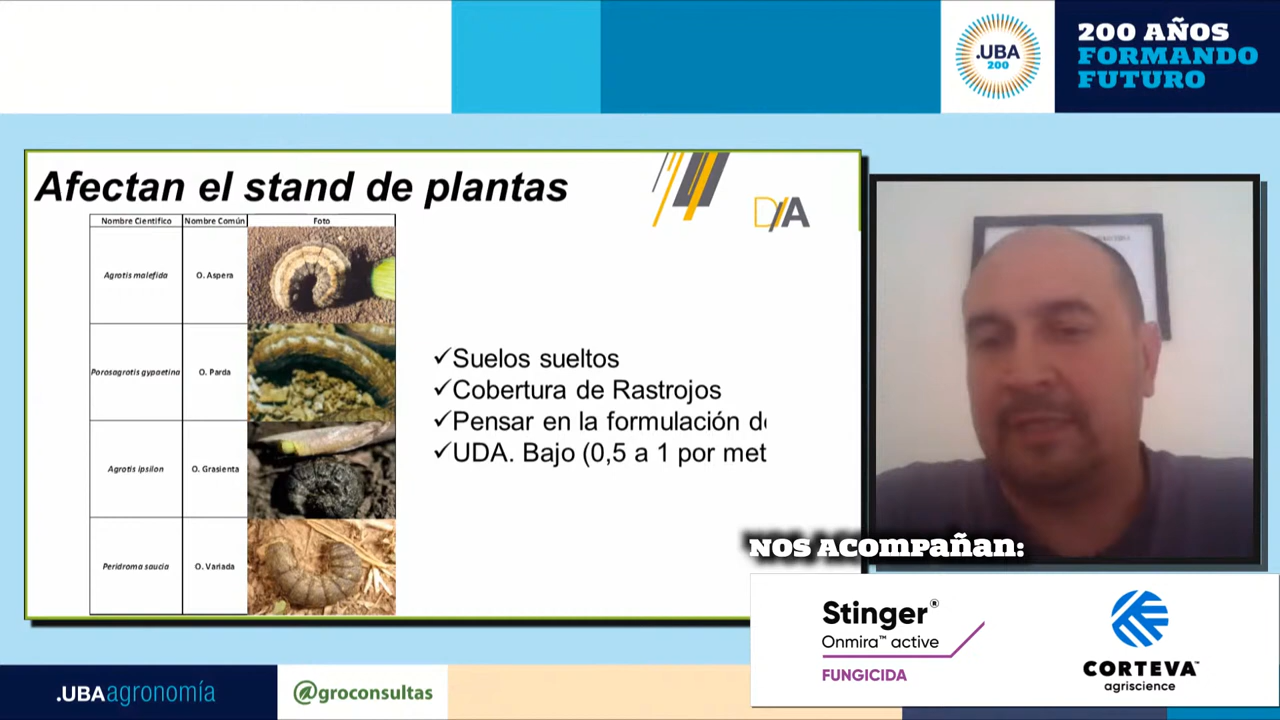 .UBA
200
200 AÑOS
FORMANDO
FUTURO
Afectan el stand de plantas
D/A
Nombre Científico Nombre Común Foto
Agrotis malefida O. Aspera
Porosagrotis gypaetina O. Parda
Agrotis ipsilon O. Grasienta
Peridroma saucia O. Variada
✓Suelos sueltos
✓Cobertura de Rastrojos
✓Pensar en la formulación
✓UDA. Bajo (0,5 a 1 por met
NOS ACOMPAÑAN:
Stinger®
Onmira™ active
FUNGICIDA
CORTEVA™
agriscience
.UBAagronomía
@groconsultas